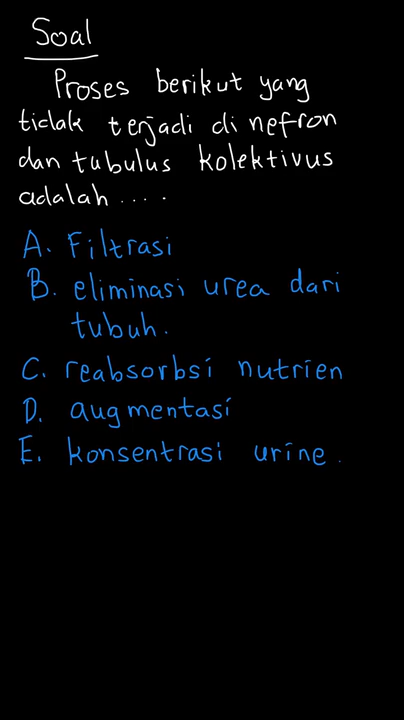 Soal
Proses berikut yang
tidak terjadi di nefron
dan tubulus kolektivus
adalah ....
A. Filtrasi
B. eliminasi urea dari
tubuh.
C. reabsorbsi nutrien
D. augmentasi
E. konsentrasi urine.